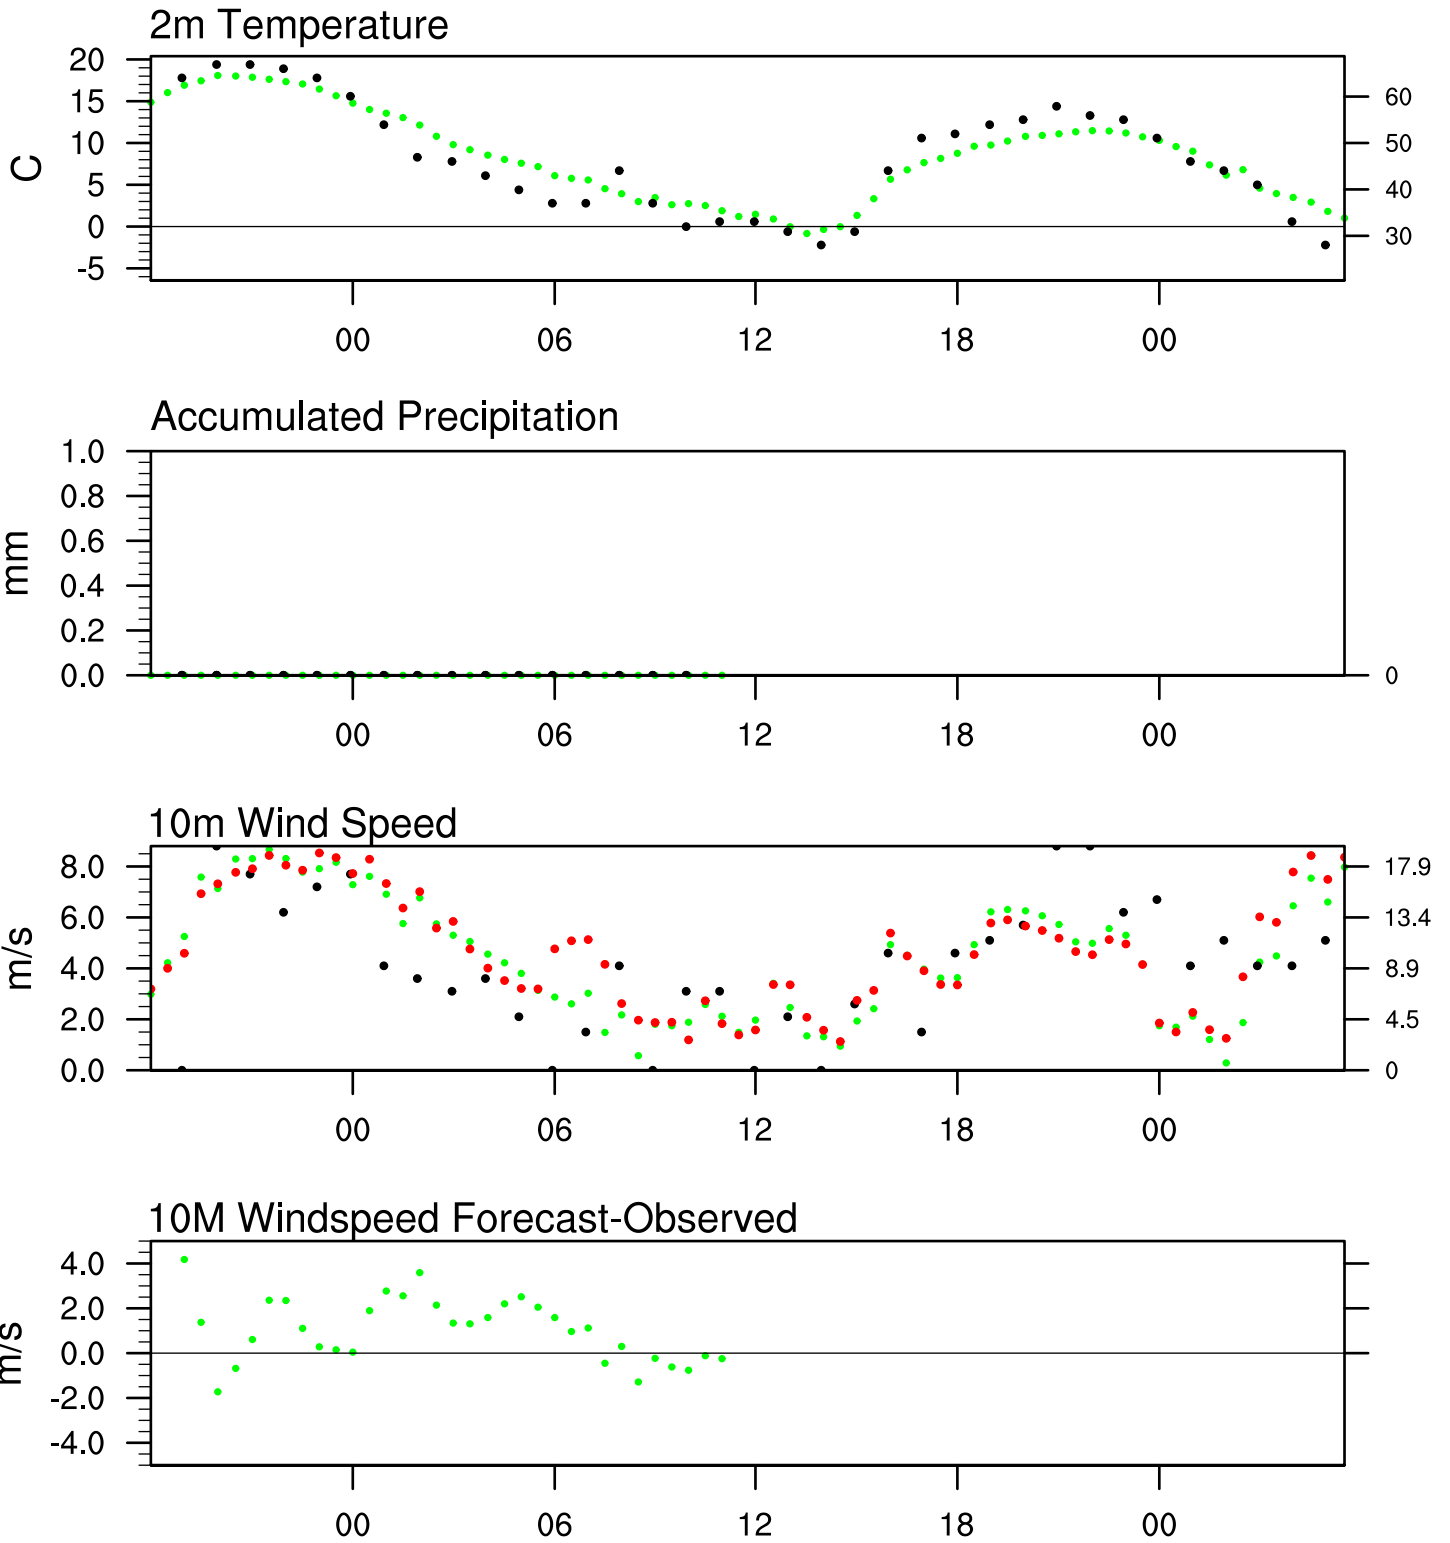 2m Temperature
20
15
10
5
0
-5
C
60
50
40
30
00 06 12 18 00
Accumulated Precipitation
1.0
0.8
0.6
0.4
0.2
0.0
mm
0
00 06 12 18 00
10m Wind Speed
8.0
6.0
4.0
2.0
0.0
m/s
17.9
13.4
8.9
4.5
0
00 06 12 18 00
10M Windspeed Forecast-Observed
4.0
2.0
0.0
-2.0
-4.0
m/s
00 06 12 18 00